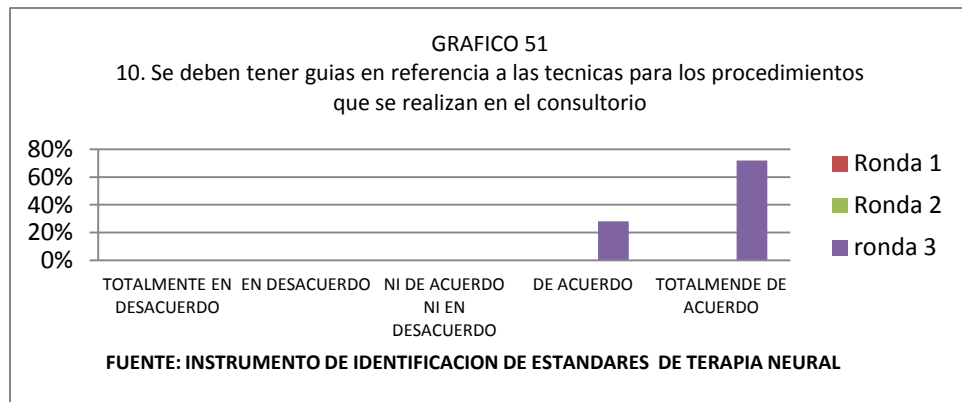 GRAFICO 51
10. Se deben tener guias en referencia a las tecnicas para los procedimientos
que se realizan en el consultorio
80%
60%
40%
20%
0%
TOTALMENTE EN
DESACUERDO
EN DESACUERDO
NI DE ACUERDO
NI EN
DESACUERDO
DE ACUERDO
TOTALMENDE DE
ACUERDO
Ronda 1
Ronda 2
ronda 3
FUENTE: INSTRUMENTO DE IDENTIFICACION DE ESTANDARES DE TERAPIA NEURAL